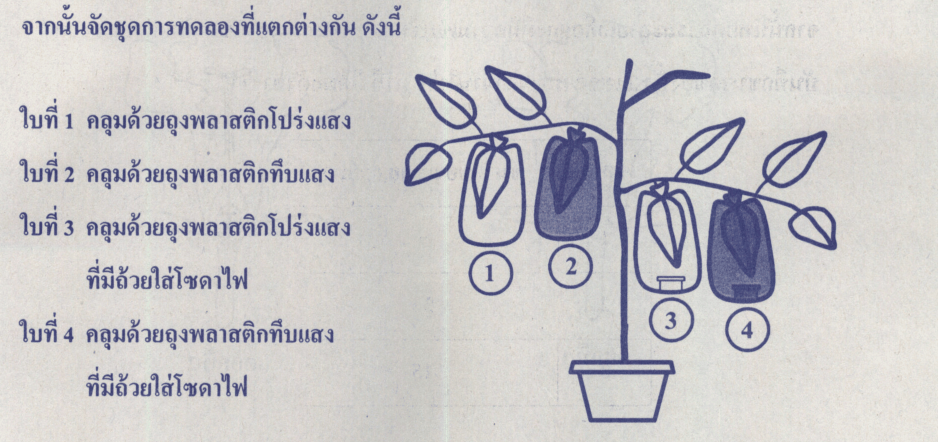 จากนั้นจัดชุดการทดลองที่แตกต่างกัน ดังนี้
ใบที่ 1 คลุมด้วยถุงพลาสติกโปร่งแสง
ใบที่ 2 คลุมด้วยถุงพลาสติกทึบแสง
ใบที่ 3 คลุมด้วยถุงพลาสติกโปร่งแสง
ที่มีถ้วยใส่โซดาไฟ
ใบที่ 4 คลุมด้วยถุงพลาสติกทึบแสง
ที่มีถ้วยใส่โซดาไฟ
1
2
3
4